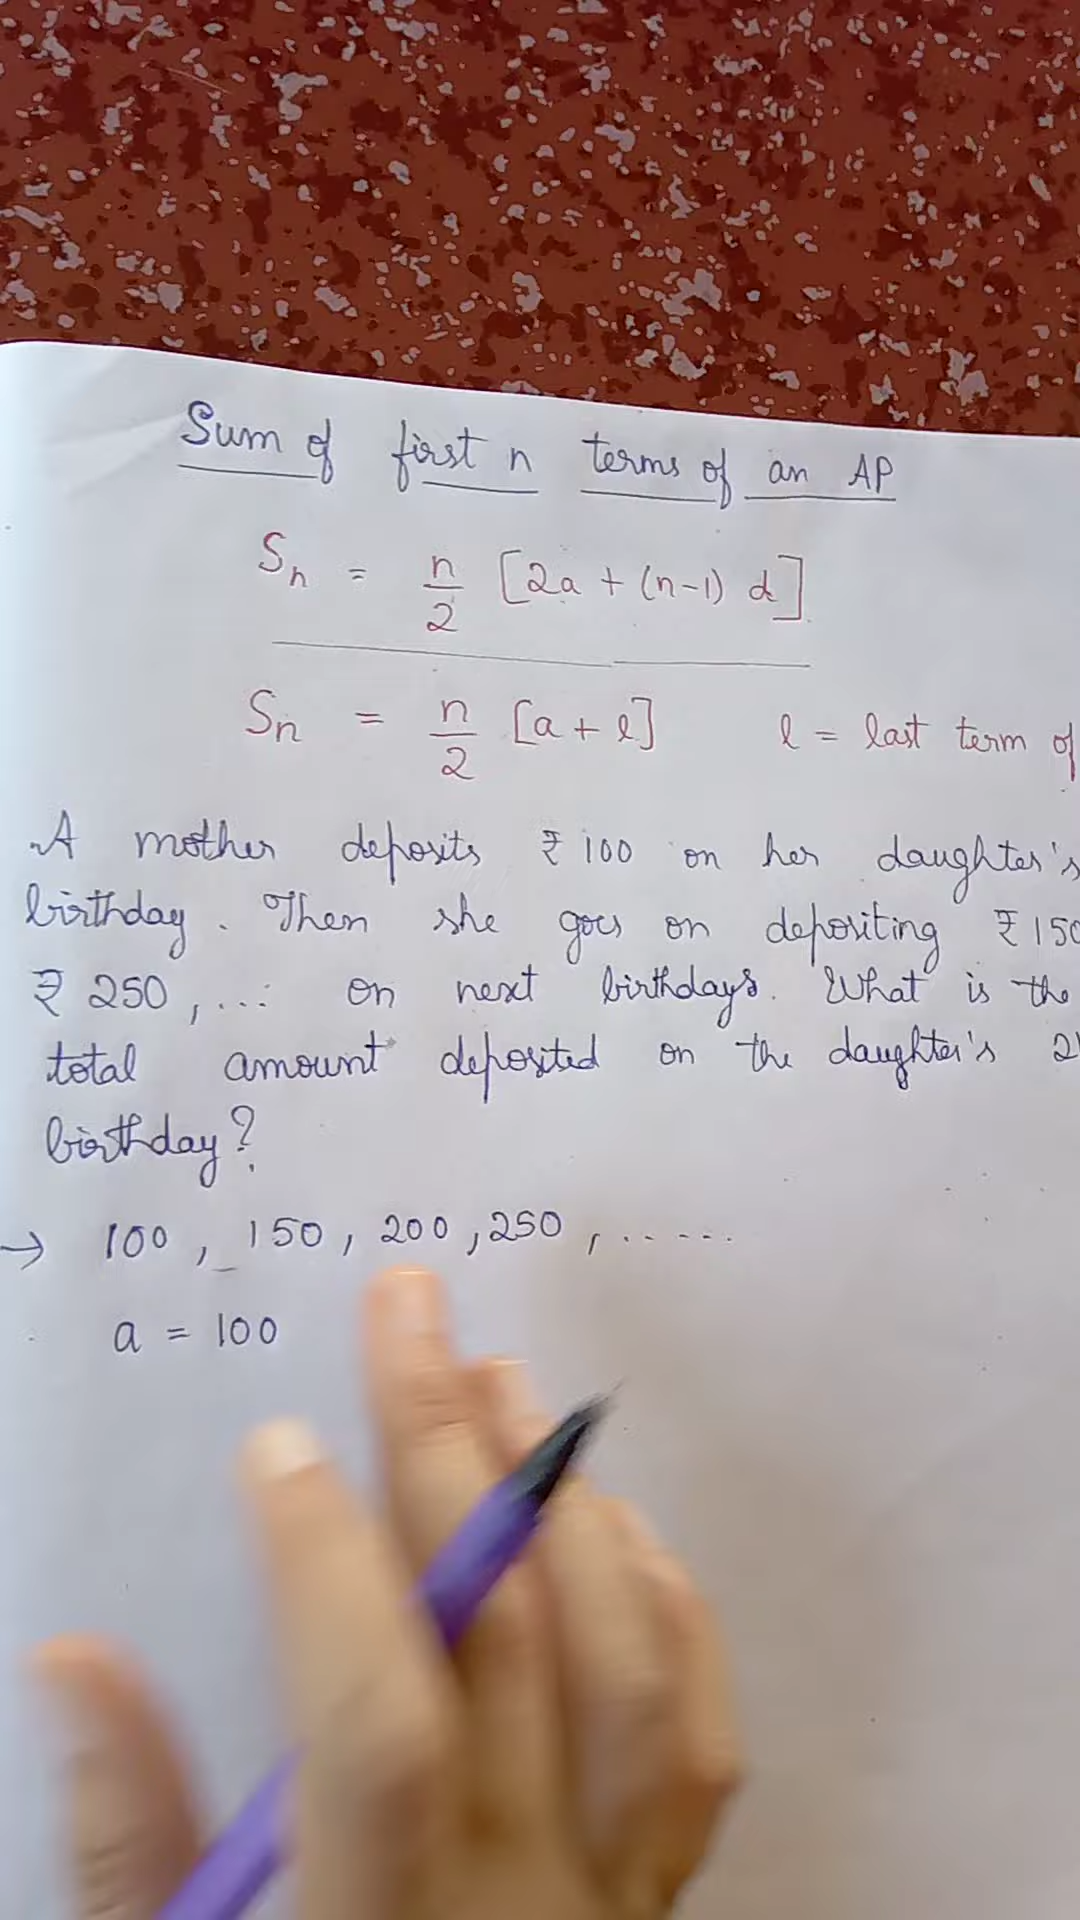 Sum of first n terms of an AP
Sn = n/2 [2a + (n-1) d]
Sn = n/2 [a + l] l = last term of
A mother deposits ₹ 100 on her daughter's
birthday. Then she goes on depositing ₹ 150
₹ 250, ... on next birthdays. What is the
total amount deposited on the daughter's
birthday?
→ 100, 150, 200, 250, ......
a = 100